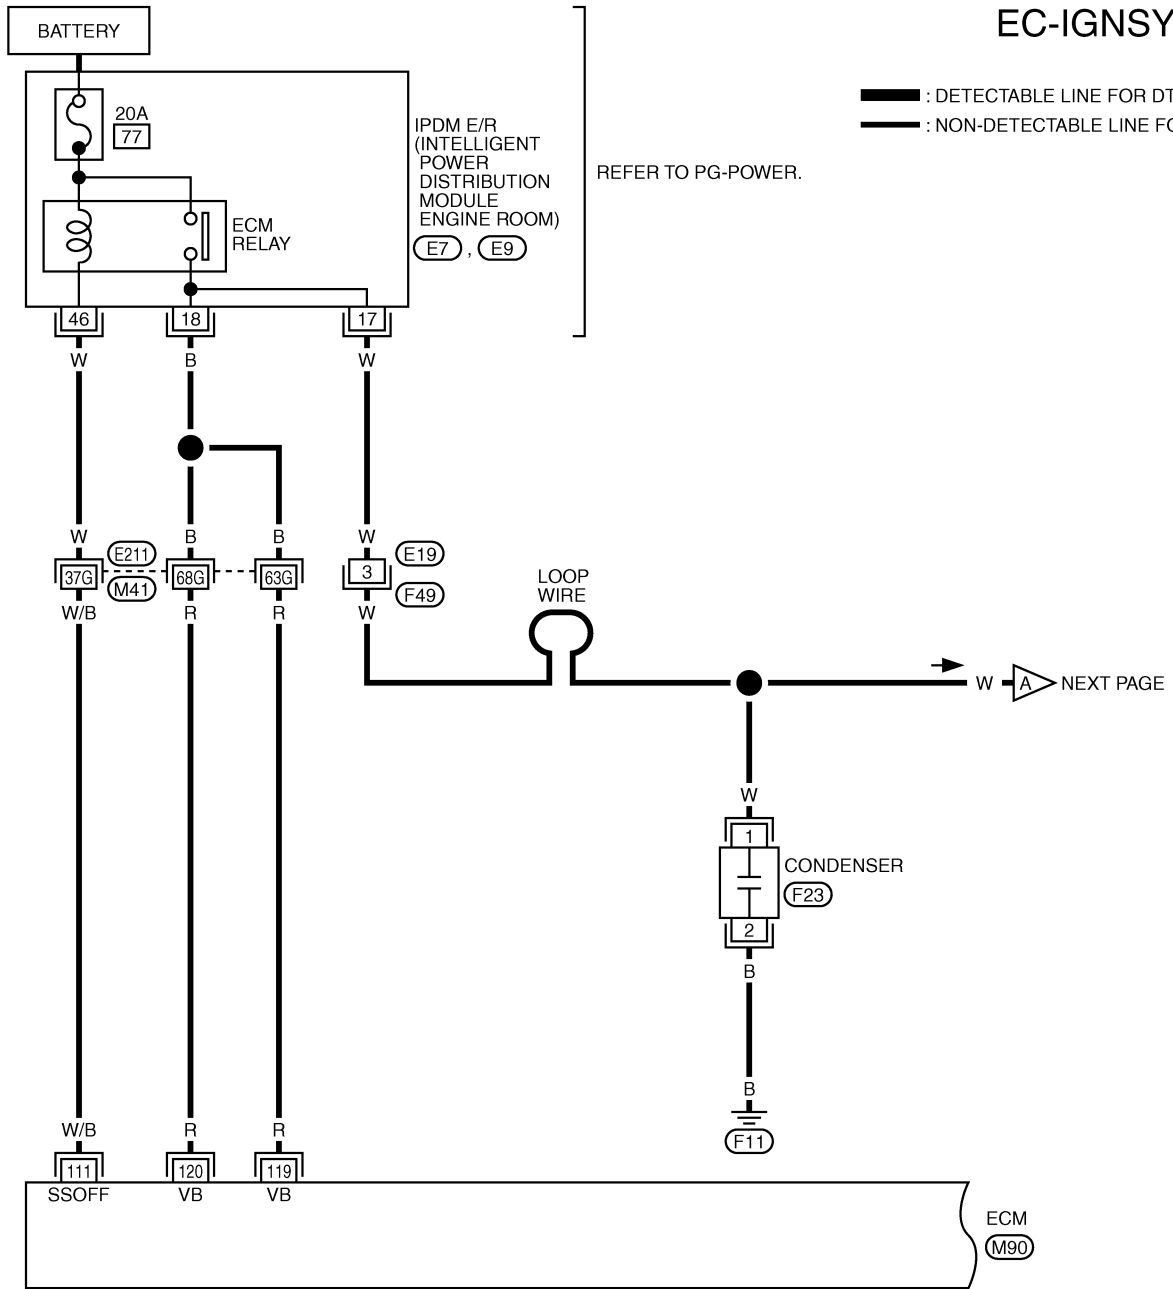 BATTERY
EC-IGNSY
: DETECTABLE LINE FOR DT
: NON-DETECTABLE LINE FO
20A
77
IPDM E/R
(INTELLIGENT
POWER
DISTRIBUTION
MODULE
ENGINE ROOM)
E7 , E9
REFER TO PG-POWER.
ECM
RELAY
46 18 17
W B W
W B B W
E211 E19
37G 68G 63G 3
M41 F49
W/B R R W
LOOP
WIRE
W A NEXT PAGE
W
1
CONDENSER
F23
2
B
B
F11
W/B R R
111 120 119
SSOFF VB VB
ECM
M90